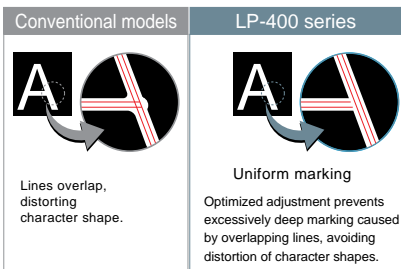 Conventional models
A
Lines overlap,
distorting
character shape.
LP-400 series
A
Uniform marking
Optimized adjustment prevents
excessively deep marking caused
by overlapping lines, avoiding
distortion of character shapes.